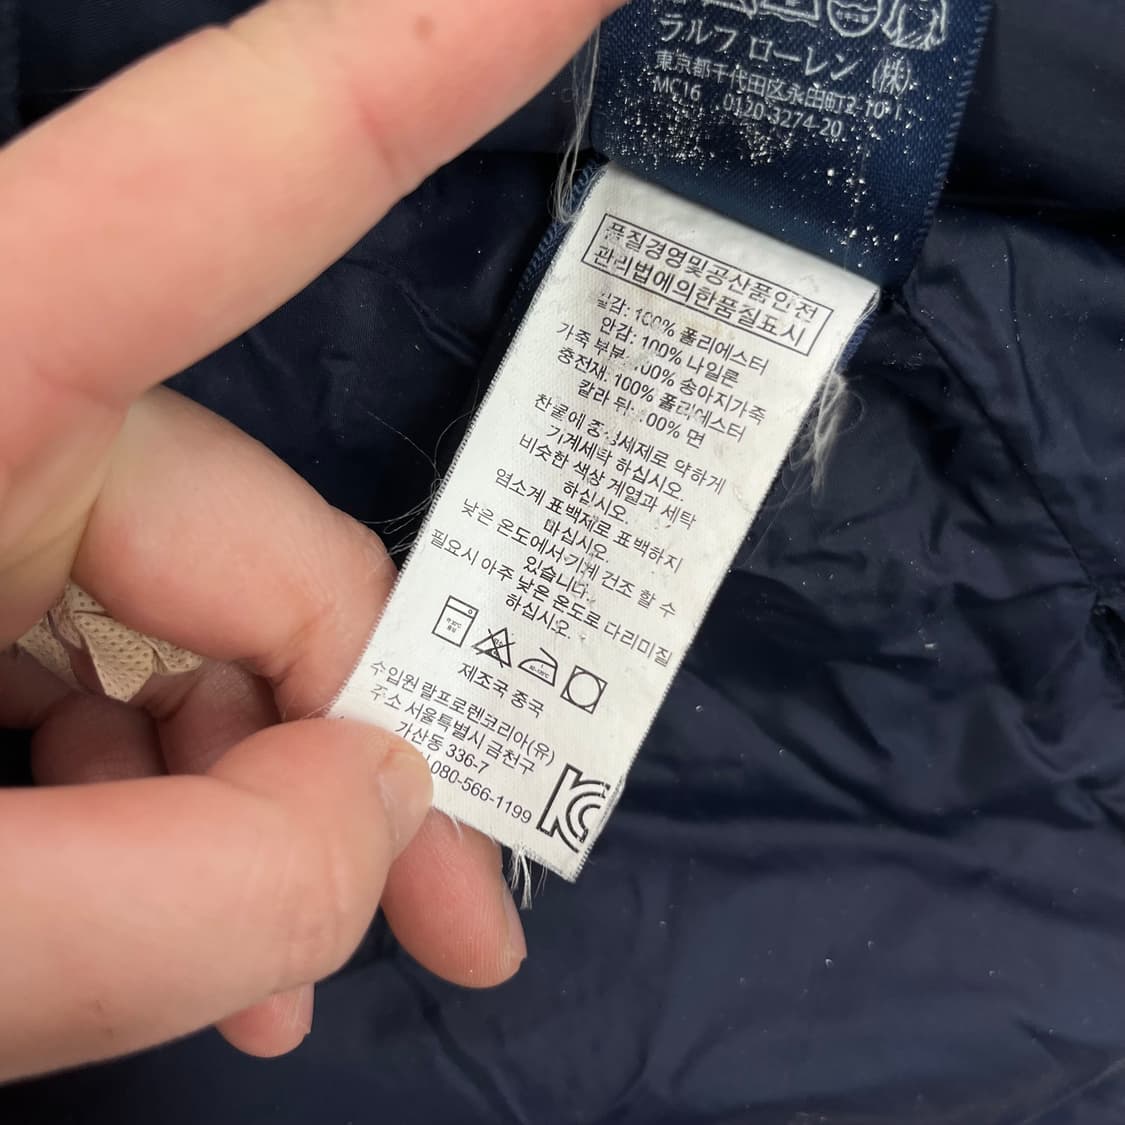 ラルフ ローレン (株)
東京都千代田区永田町2-10-1
MC16 0120-3274-20
품질경영및공산품안전
관리법에의한품질표시
겉감: 100% 폴리에스터
안감: 100% 나일론
가죽 부분 100% 송아지가죽
충전재. 100% 폴리에스터
칼라 뒤: 100% 면
찬물에 중성세제로 약하게
기계세탁 하십시오.
비슷한 색상 계열과 세탁
하십시오.
염소계 표백제로 표백하지
마십시오.
낮은 온도에서 기계 건조 할 수
있습니다.
필요시 아주 낮은 온도로 다리미질
하십시오.
제조국 중국
수입원 랄프로렌코리아(유)
주소 서울특별시 금천구
가산동 336-7
080-566-1199